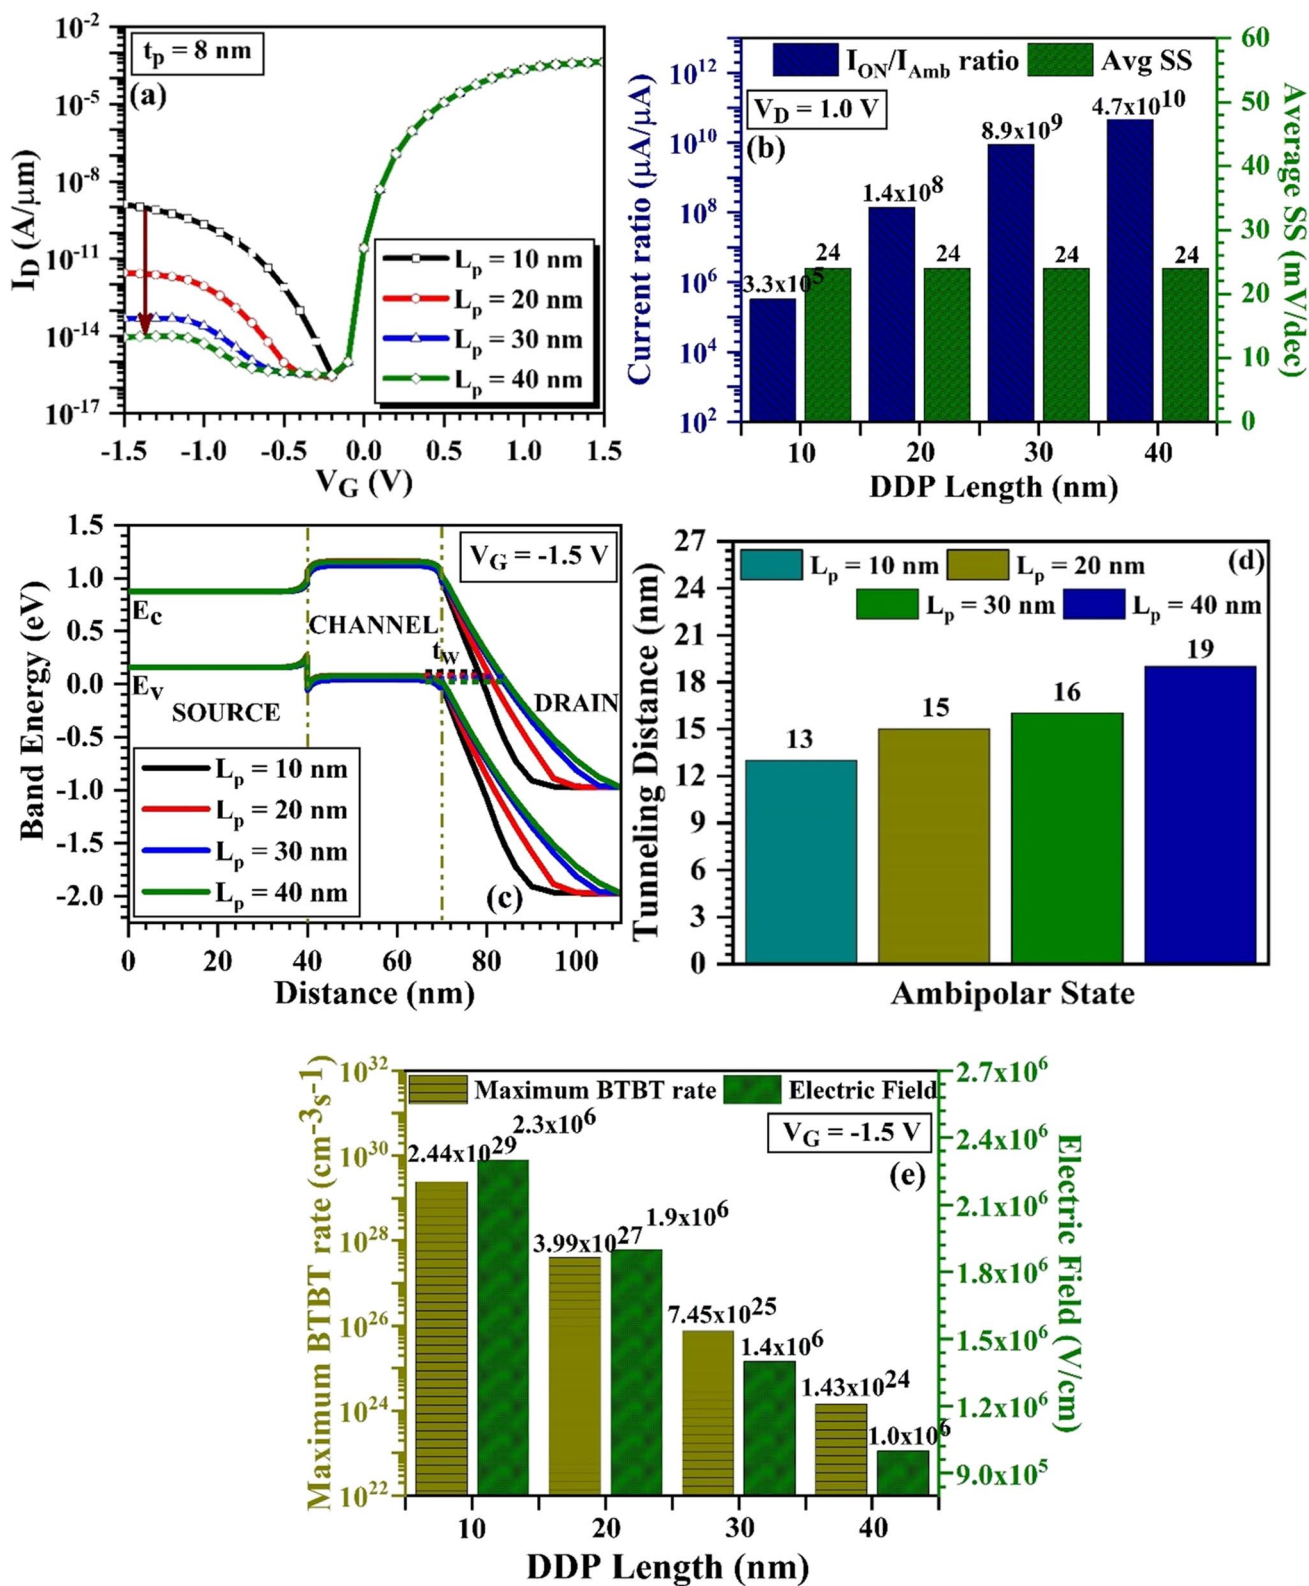 (a)
t_p = 8 nm
I_D (A/μm)
10^-2
10^-5
10^-8
10^-11
10^-14
10^-17
L_p = 10 nm
L_p = 20 nm
L_p = 30 nm
L_p = 40 nm
-1.5 -1.0 -0.5 0.0 0.5 1.0 1.5
V_G (V)
I_ON/I_Amb ratio Avg SS
V_D = 1.0 V
(b)
Current ratio (μA/μA)
10^12
10^10
10^8
10^6
10^4
10^2
3.3x10^5
1.4x10^8
8.9x10^9
4.7x10^10
24 24 24 24
Average SS (mV/dec)
60
50
40
30
20
10
0
10 20 30 40
DDP Length (nm)
V_G = -1.5 V
Band Energy (eV)
1.5
1.0
0.5
0.0
-0.5
-1.0
-1.5
-2.0
E_c
E_v
CHANNEL
t_w
SOURCE
DRAIN
L_p = 10 nm
L_p = 20 nm
L_p = 30 nm
L_p = 40 nm
(c)
0 20 40 60 80 100
Distance (nm)
(d)
L_p = 10 nm L_p = 20 nm
L_p = 30 nm L_p = 40 nm
Tunneling Distance (nm)
27
24
21
18
15
12
9
6
3
0
13 15 16 19
Ambipolar State
Maximum BTBT rate Electric Field
V_G = -1.5 V
(e)
Maximum BTBT rate (cm^-3s^-1)
10^32
10^30
10^28
10^26
10^24
10^22
2.44x10^29
2.3x10^6
3.99x10^27
1.9x10^6
7.45x10^25
1.4x10^6
1.43x10^24
1.0x10^6
Electric Field (V/cm)
2.7x10^6
2.4x10^6
2.1x10^6
1.8x10^6
1.5x10^6
1.2x10^6
9.0x10^5
10 20 30 40
DDP Length (nm)